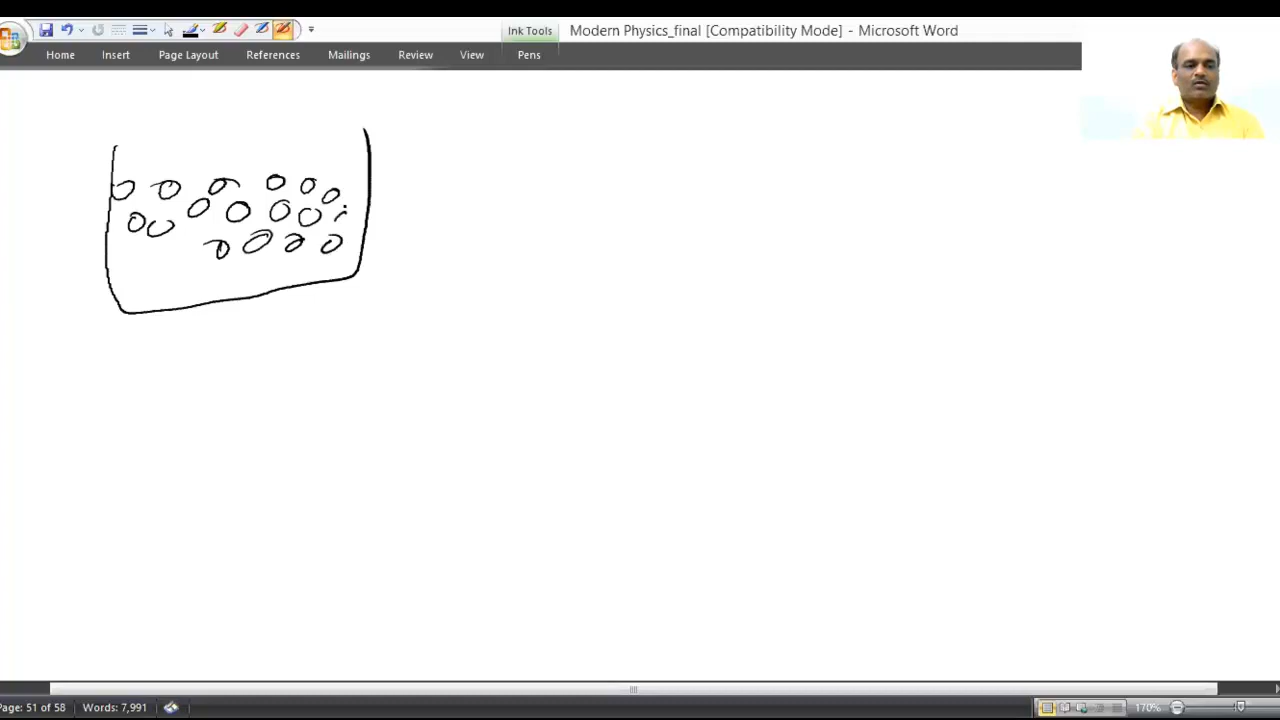 Ink Tools
Modern Physics_final [Compatibility Mode] - Microsoft Word
Home Insert Page Layout References Mailings Review View Pens
Page: 51 of 58 Words: 7,991 170%